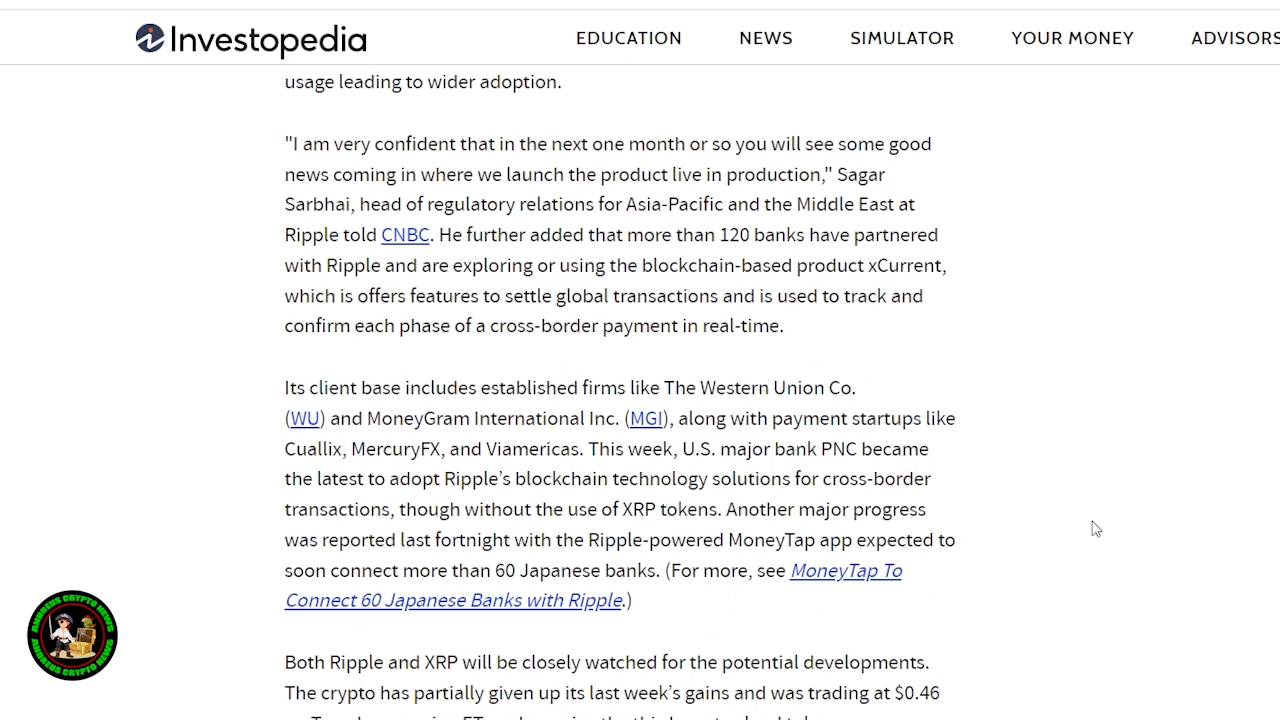 Investopedia
EDUCATION NEWS SIMULATOR YOUR MONEY ADVISORS
usage leading to wider adoption.
"I am very confident that in the next one month or so you will see some good
news coming in where we launch the product live in production," Sagar
Sarbhai, head of regulatory relations for Asia-Pacific and the Middle East at
Ripple told CNBC. He further added that more than 120 banks have partnered
with Ripple and are exploring or using the blockchain-based product xCurrent,
which is offers features to settle global transactions and is used to track and
confirm each phase of a cross-border payment in real-time.
Its client base includes established firms like The Western Union Co.
(WU) and MoneyGram International Inc. (MGI), along with payment startups like
Cuallix, MercuryFX, and Viamericas. This week, U.S. major bank PNC became
the latest to adopt Ripple’s blockchain technology solutions for cross-border
transactions, though without the use of XRP tokens. Another major progress
was reported last fortnight with the Ripple-powered MoneyTap app expected to
soon connect more than 60 Japanese banks. (For more, see MoneyTap To
Connect 60 Japanese Banks with Ripple.)
ANDREUS CRYPTO NEWS
ANDREUS CRYPTO NEWS
Both Ripple and XRP will be closely watched for the potential developments.
The crypto has partially given up its last week’s gains and was trading at $0.46